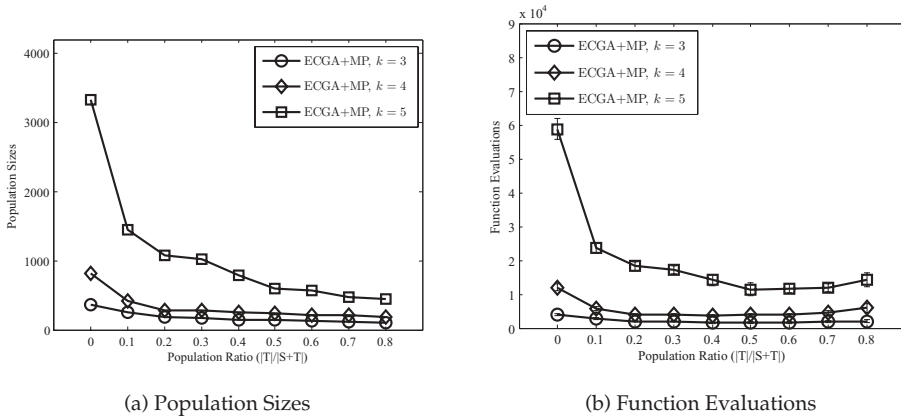 4000
3000
2000
1000
0
Population Sizes
ECGA+MP, k = 3
ECGA+MP, k = 4
ECGA+MP, k = 5
0 0.1 0.2 0.3 0.4 0.5 0.6 0.7 0.8
Population Ratio (|T|/|S+T|)
(a) Population Sizes
x 10^4
9
8
7
6
5
4
3
2
1
0
Function Evaluations
ECGA+MP, k = 3
ECGA+MP, k = 4
ECGA+MP, k = 5
0 0.1 0.2 0.3 0.4 0.5 0.6 0.7 0.8
Population Ratio (|T|/|S+T|)
(b) Function Evaluations